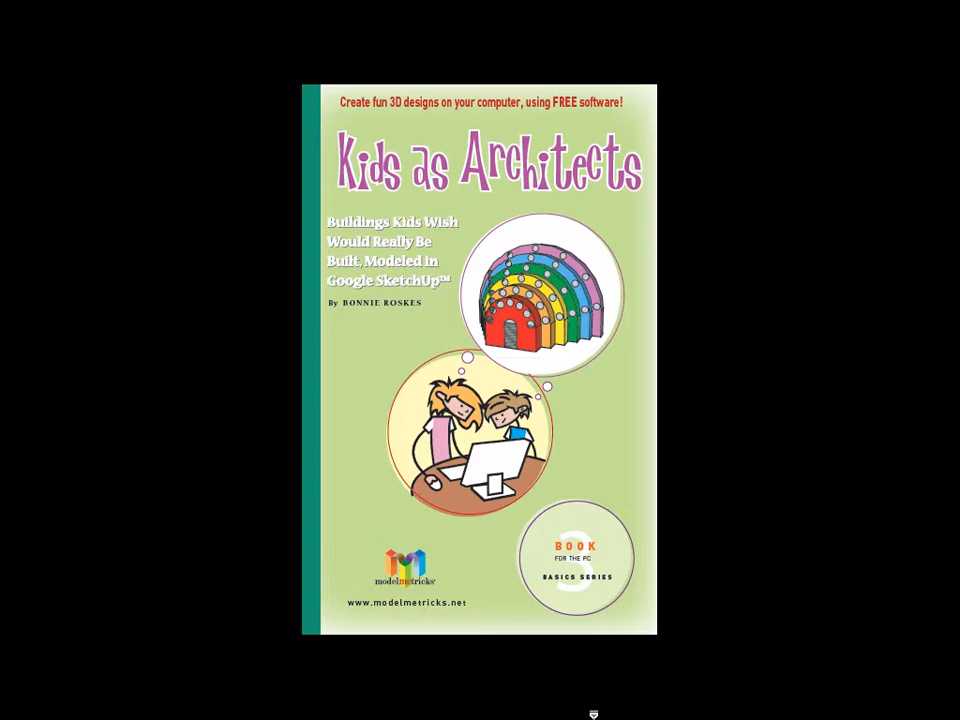 Create fun 3D designs on your computer, using FREE software!
Kids as Architects
Buildings Kids Wish
Would Really Be
Built, Modeled in
Google SketchUp™
By BONNIE ROSKES
3
BOOK
FOR THE PC
BASICS SERIES
modelmetricks®
www.modelmetricks.net